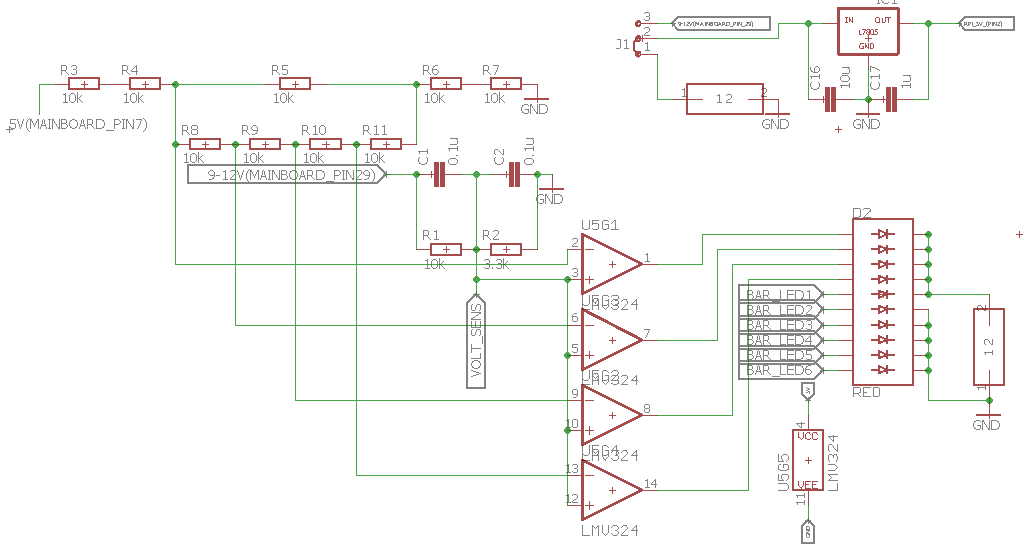 IC1
3
9-12V(MAINBOARD_PIN_29)
2
J1
1
IN
OUT
L7805
GND
RPI_5V_(PIN2)
C16
10u
C17
1u
1
12
2
GND
GND
R3
R4
R5
R6
R7
10k
10k
10k
10k
10k
GND
5V(MAINBOARD_PIN7)
R8
R9
R10
R11
10k
10k
10k
10k
C1
0.1u
C2
0.1u
9-12V(MAINBOARD_PIN29)
GND
R1
R2
10k
3.3k
VOLT_SENS
U5G1
2
3
1
LMV324
U5G3
6
5
7
LMV324
U5G2
9
10
8
LMV324
U5G4
13
12
14
LMV324
D2
BAR_LED1
BAR_LED2
BAR_LED3
BAR_LED4
BAR_LED5
BAR_LED6
RED
2
12
1
GND
4
VCC
U5G5
LMV324
VEE
11
GND